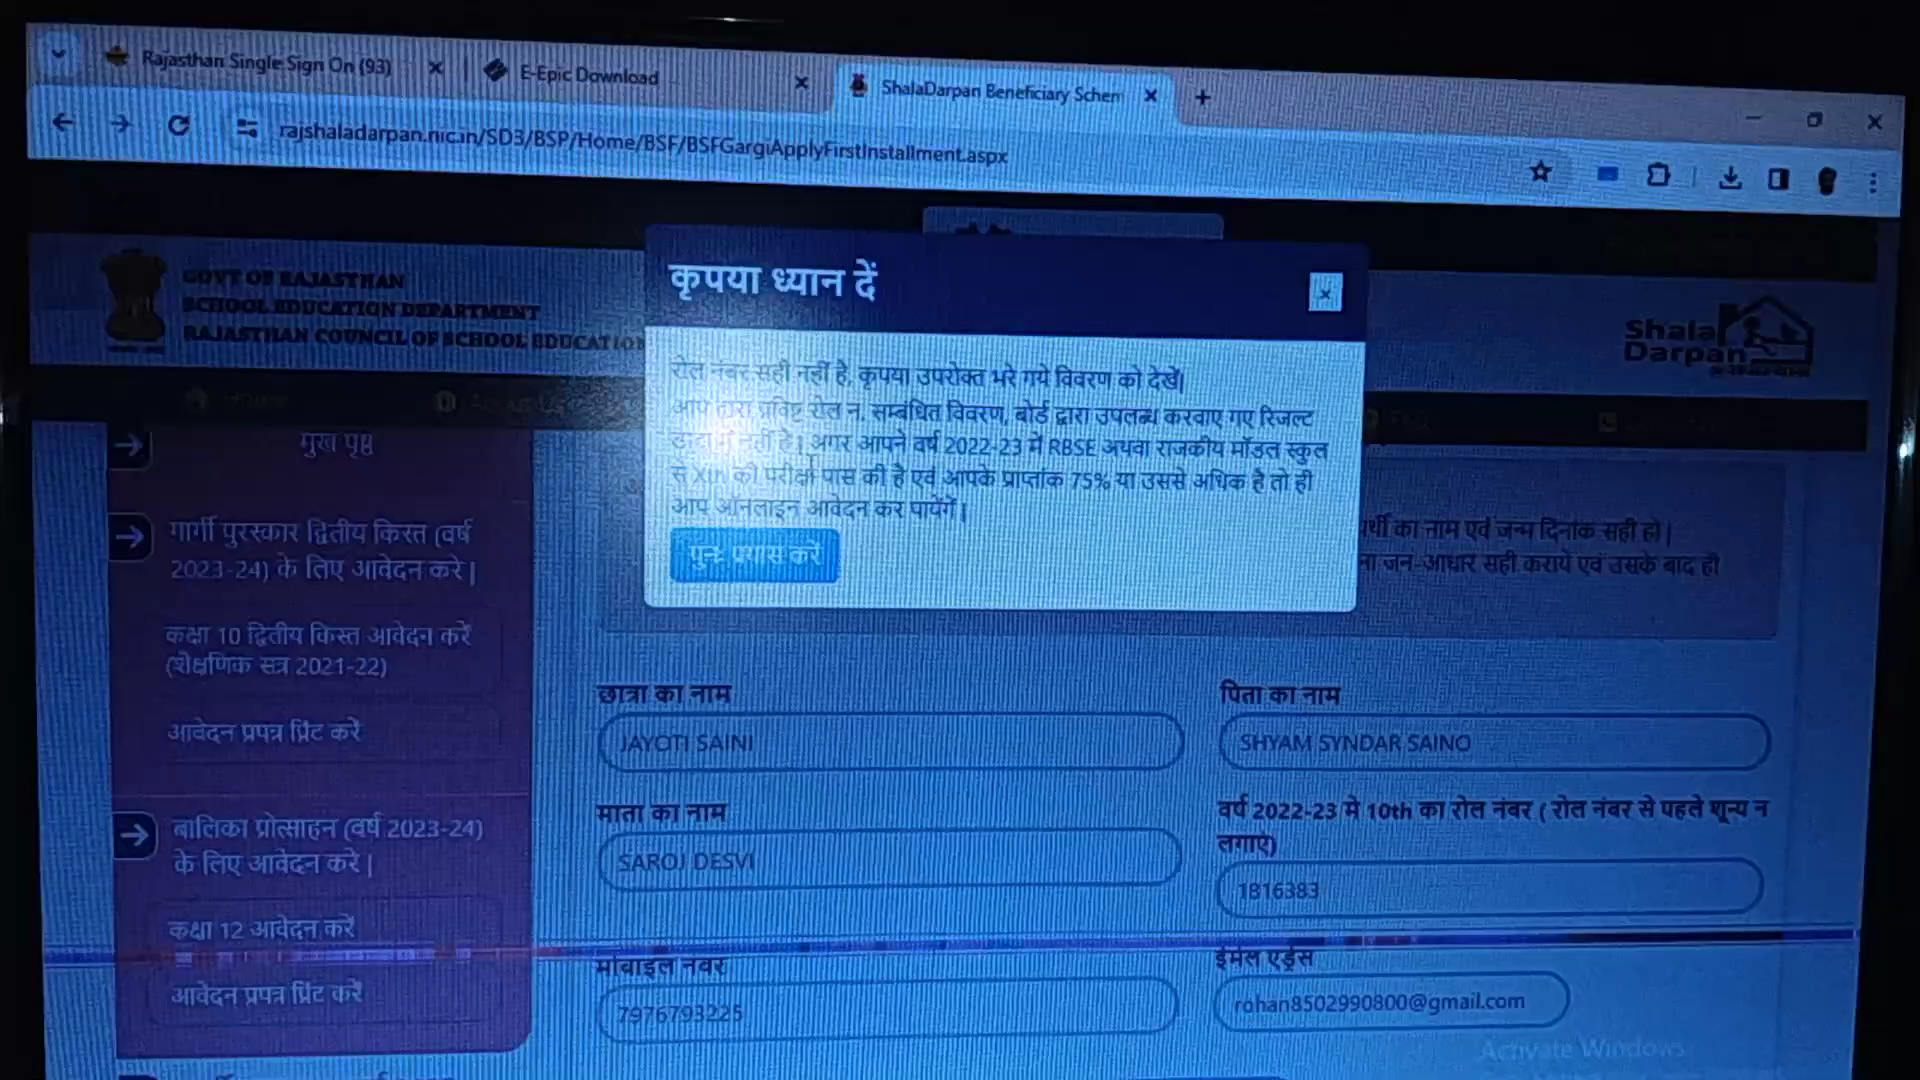 Rajasthan Single Sign On (93)
E-Epic Download
ShalaDarpan Beneficiary Schem
rajshaladarpan.nic.in/SD3/BSP/Home/BSF/BSFGargiApplyFirstInstallment.aspx
GOVT OF RAJASTHAN
SCHOOL EDUCATION DEPARTMENT
RAJASTHAN COUNCIL OF SCHOOL EDUCATION
Shala
Darpan
कृपया ध्यान दें
रोल नंबर सही नहीं है, कृपया उपरोक्त भरे गये विवरण को देखें|
आप द्वारा प्रविष्ट रोल न. सम्बंधित विवरण, बोर्ड द्वारा उपलब्ध करवाए गए रिजल्ट
डाटा में नहीं है | अगर आपने वर्ष 2022-23 में RBSE अथवा राजकीय मॉडल स्कूल
से Xth की परीक्षा पास की है एवं आपके प्राप्तांक 75% या उससे अधिक है तो ही
आप ऑनलाइन आवेदन कर पायेंगें |
पुनः प्रयास करें
का नाम एवं जन्म दिनांक सही हो |
जन-आधार सही कराये एवं उसके बाद ही
मुख पृष्ठ
गार्गी पुरस्कार द्वितीय किस्त (वर्ष
2023-24) के लिए आवेदन करे |
कक्षा 10 द्वितीय किस्त आवेदन करें
(शैक्षणिक सत्र 2021-22)
आवेदन प्रपत्र प्रिंट करें
बालिका प्रोत्साहन (वर्ष 2023-24)
के लिए आवेदन करे |
कक्षा 12 आवेदन करें
आवेदन प्रपत्र प्रिंट करें
छात्रा का नाम
JAYOTI SAINI
पिता का नाम
SHYAM SYNDAR SAINO
माता का नाम
SAROJ DESVI
वर्ष 2022-23 मे 10th का रोल नंबर ( रोल नंबर से पहले शून्य न
लगाए)
1816383
मोबाइल नंबर
7976793225
ईमेल एड्रेस
rohan8502990800@gmail.com
Activate Windows